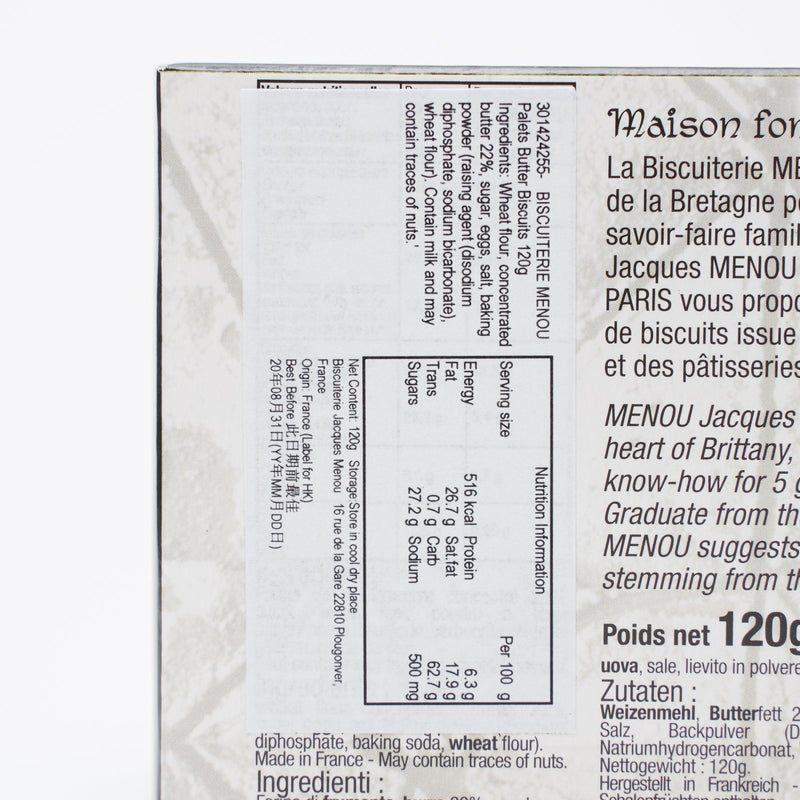 301424255- BISCUITERIE MENOU
Palets Butter Biscuits 120g
Ingredients: Wheat flour, concentrated
butter 22%, sugar, eggs, salt, baking
powder (raising agent (disodium
diphosphate, sodium bicarbonate),
wheat flour). Contain milk and may
contain traces of nuts.'
Nutrition Information
Serving size Per 100 g
Energy 516 kcal Protein 6.3 g
Fat 26.7 g Sat.fat 17.9 g
Trans 0.7 g Carb 62.7 g
Sugars 27.2 g Sodium 500 mg
Net Content: 120g Storage Store in cool dry place
Biscuiterie Jacques Menou 16 rue de la Gare 22810 Plougonver,
France
Origin: France (Label for HK)
Best Before 此日期前最佳
20年08月31日(YY年MM月DD日)
diphosphate, baking soda, wheat flour).
Made in France - May contain traces of nuts.
Ingredienti :
Maison
La Biscuiterie
de la Bretagne
savoir-faire
Jacques MENOU
PARIS vous
de biscuits issue
et des pâtisseries
MENOU Jacques
heart of Brittany,
know-how for 5
Graduate from
MENOU suggests
stemming from
Poids net 120g
uova, sale, lievito in polvere
Zutaten :
Weizenmehl, Butterfett
Salz, Backpulver
Natriumhydrogencarbonat,
Nettogewicht : 120g.
Hergestellt in Frankreich -